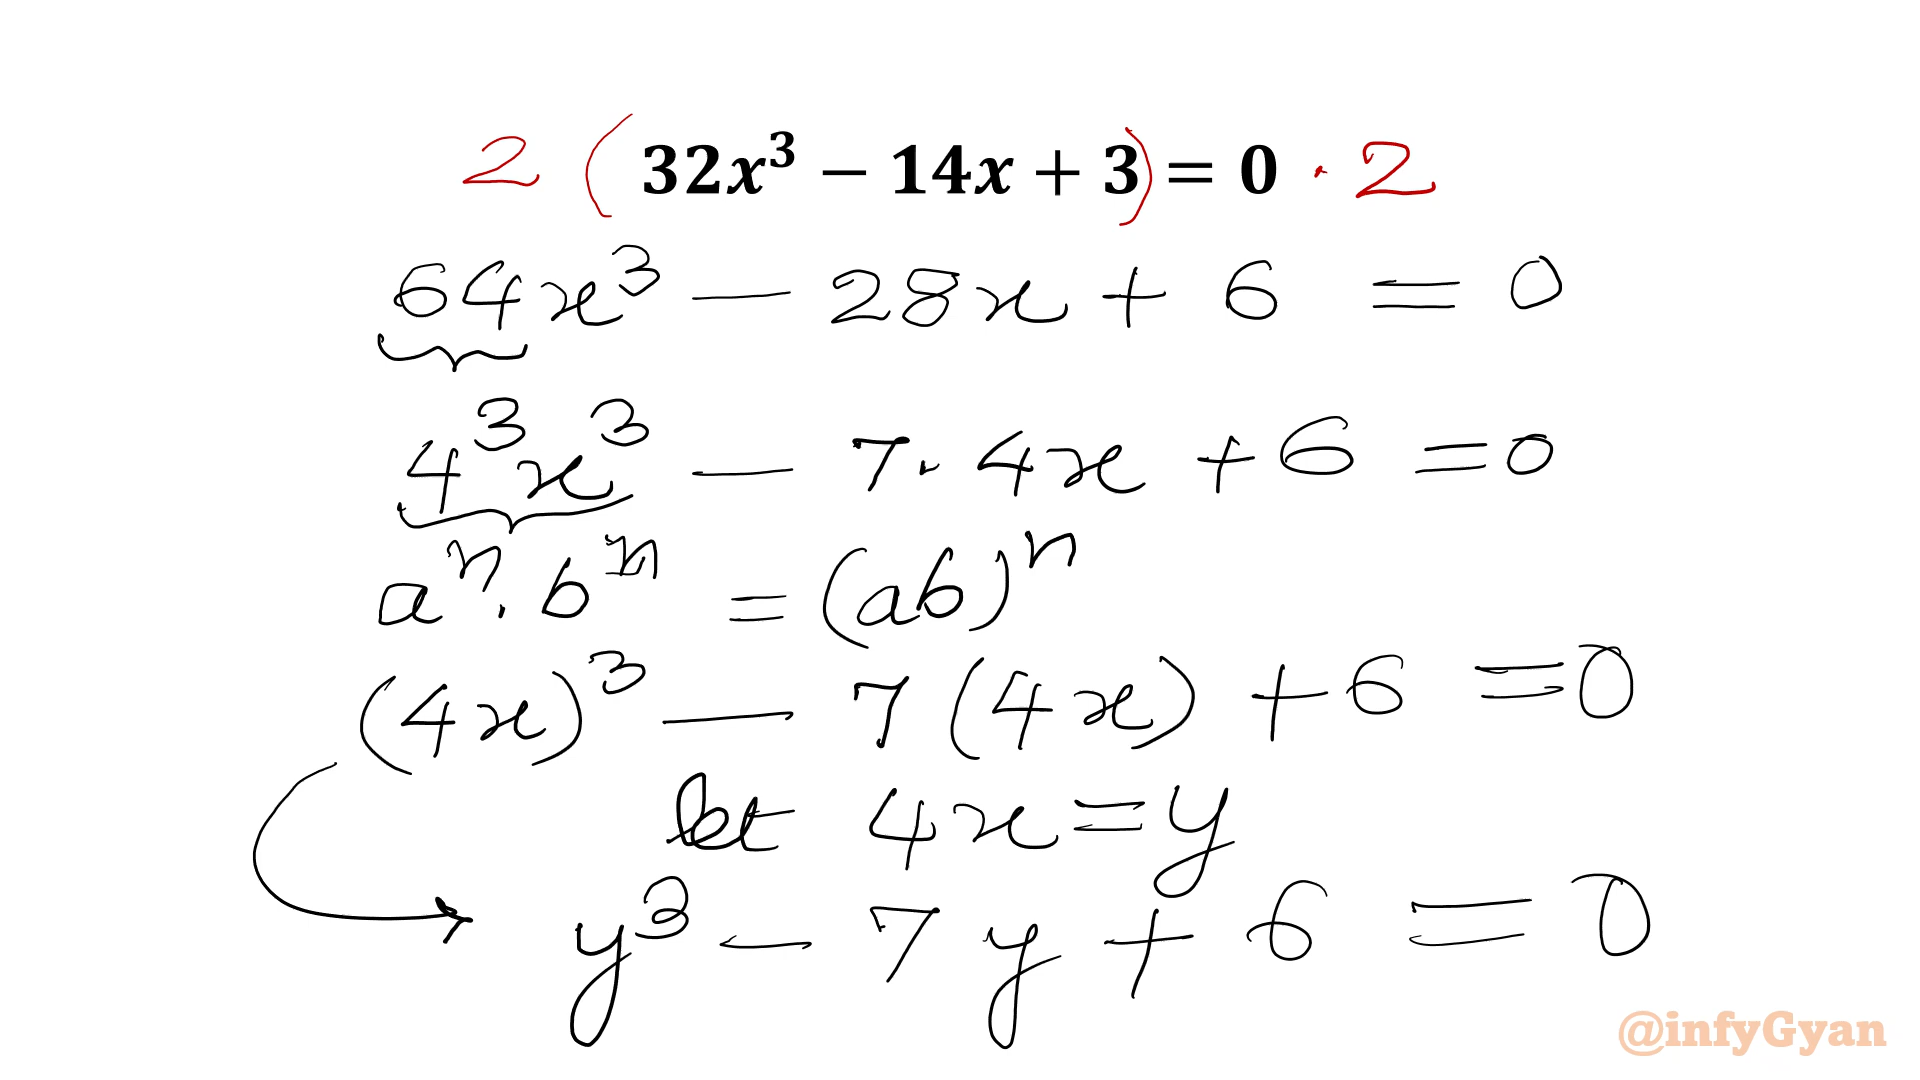 2 (32x³ − 14x + 3) = 0 · 2
64x³ − 28x + 6 = 0
4³x³ − 7. 4x + 6 = 0
aⁿ. bⁿ = (ab)ⁿ
(4x)³ − 7 (4x) + 6 = 0
let 4x = y
y³ − 7y + 6 = 0
@infyGyan